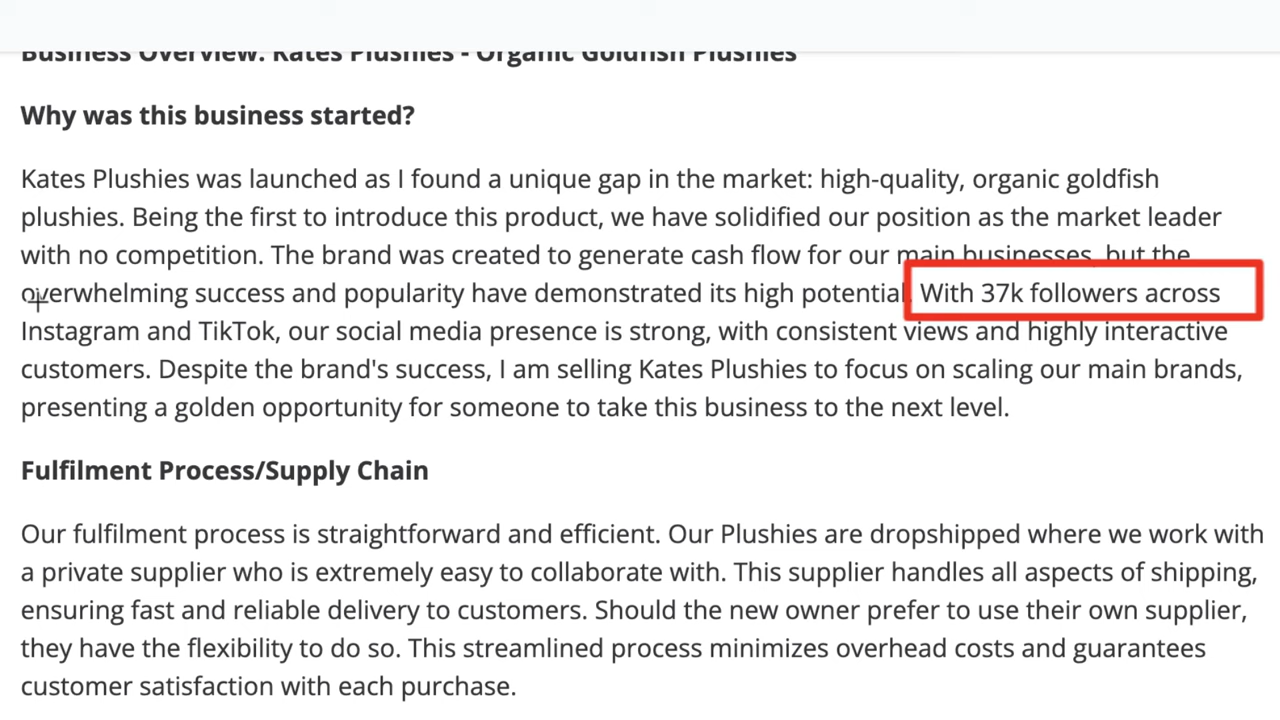 Business Overview: Kates Plushies - Organic Goldfish Plushies
Why was this business started?
Kates Plushies was launched as I found a unique gap in the market: high-quality, organic goldfish
plushies. Being the first to introduce this product, we have solidified our position as the market leader
with no competition. The brand was created to generate cash flow for our main businesses, but the
overwhelming success and popularity have demonstrated its high potential. With 37k followers across
Instagram and TikTok, our social media presence is strong, with consistent views and highly interactive
customers. Despite the brand's success, I am selling Kates Plushies to focus on scaling our main brands,
presenting a golden opportunity for someone to take this business to the next level.
Fulfilment Process/Supply Chain
Our fulfilment process is straightforward and efficient. Our Plushies are dropshipped where we work with
a private supplier who is extremely easy to collaborate with. This supplier handles all aspects of shipping,
ensuring fast and reliable delivery to customers. Should the new owner prefer to use their own supplier,
they have the flexibility to do so. This streamlined process minimizes overhead costs and guarantees
customer satisfaction with each purchase.